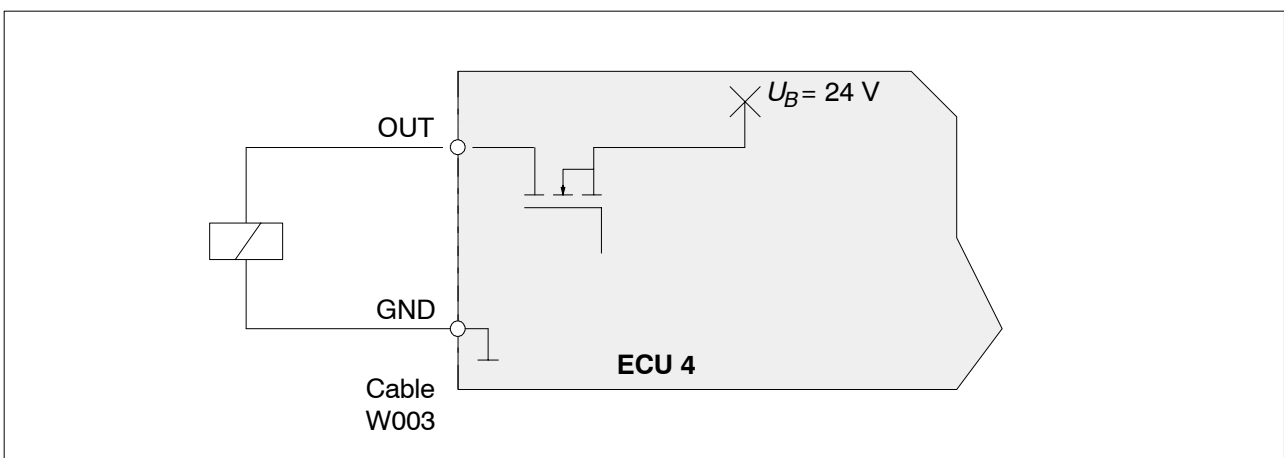 U_B = 24 V
OUT
GND
ECU 4
Cable
W003